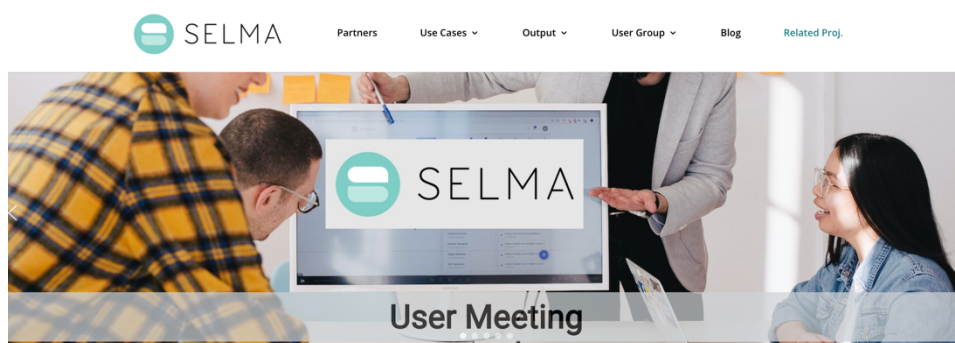 SELMA
Partners
Use Cases
Output
User Group
Blog
Related Proj.
SELMA
User Meeting